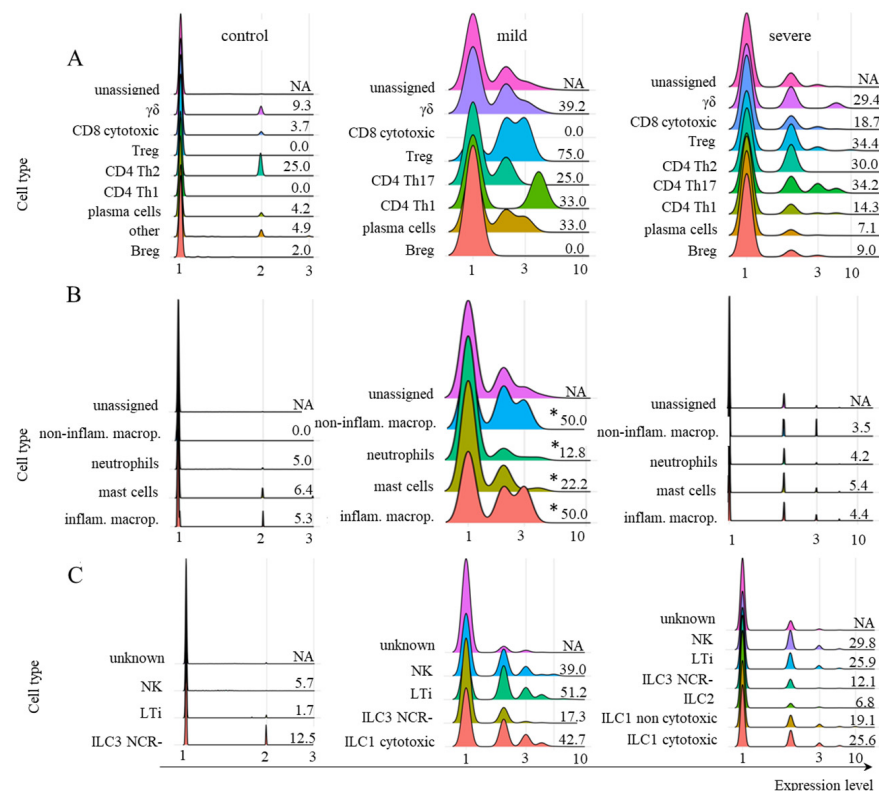 control mild severe
A
Cell type
unassigned NA
γδ 9.3
CD8 cytotoxic 3.7
Treg 0.0
CD4 Th2 25.0
CD4 Th1 0.0
plasma cells 4.2
other 4.9
Breg 2.0
1 2 3
unassigned NA
γδ 39.2
CD8 cytotoxic 0.0
Treg 75.0
CD4 Th17 25.0
CD4 Th1 33.0
plasma cells 33.0
Breg 0.0
1 3 10
unassigned NA
γδ 29.4
CD8 cytotoxic 18.7
Treg 34.4
CD4 Th2 30.0
CD4 Th17 34.2
CD4 Th1 14.3
plasma cells 7.1
Breg 9.0
1 3 10
B
Cell type
unassigned NA
non-inflam. macrop. 0.0
neutrophils 5.0
mast cells 6.4
inflam. macrop. 5.3
1 2 3
unassigned NA
non-inflam. macrop. * 50.0
neutrophils * 12.8
mast cells * 22.2
inflam. macrop. * 50.0
1 3 10
unassigned NA
non-inflam. macrop. 3.5
neutrophils 4.2
mast cells 5.4
inflam. macrop. 4.4
1 3 10
C
Cell type
unknown NA
NK 5.7
LTi 1.7
ILC3 NCR- 12.5
1 2 3
unknown NA
NK 39.0
LTi 51.2
ILC3 NCR- 17,3
ILC1 cytotoxic 42.7
1 3 10
unknown NA
NK 29.8
LTi 25.9
ILC3 NCR- 12.1
ILC2 6.8
ILC1 non cytotoxic 19.1
ILC1 cytotoxic 25.6
1 3 10
Expression level